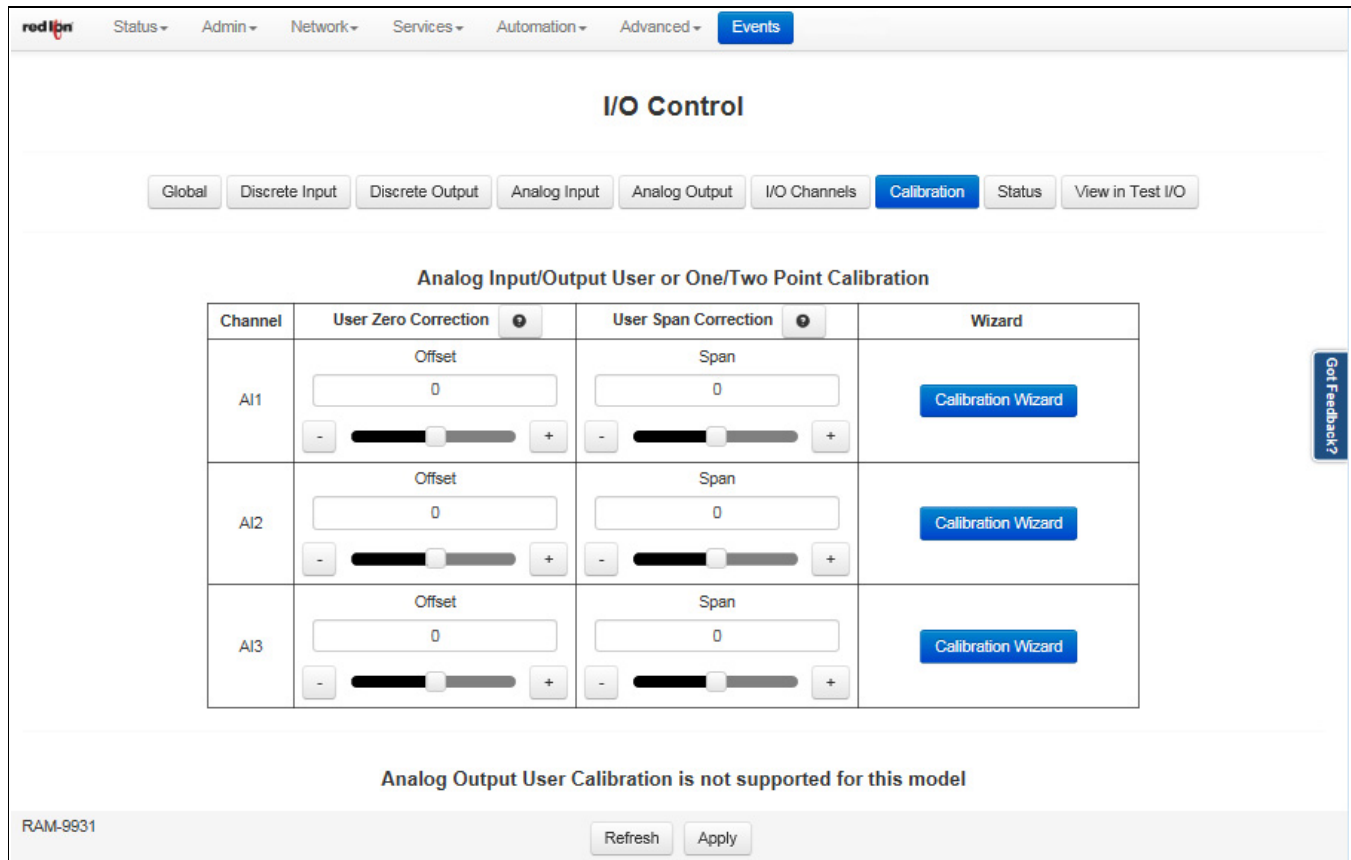 red lion Status Admin Network Services Automation Advanced Events
I/O Control
Global Discrete Input Discrete Output Analog Input Analog Output I/O Channels Calibration Status View in Test I/O
Analog Input/Output User or One/Two Point Calibration
Channel User Zero Correction ? User Span Correction ? Wizard
Offset Span
0 0
AI1 Calibration Wizard
- + - +
Offset Span
0 0
AI2 Calibration Wizard
- + - +
Offset Span
0 0
AI3 Calibration Wizard
- + - +
Got Feedback?
Analog Output User Calibration is not supported for this model
RAM-9931
Refresh Apply